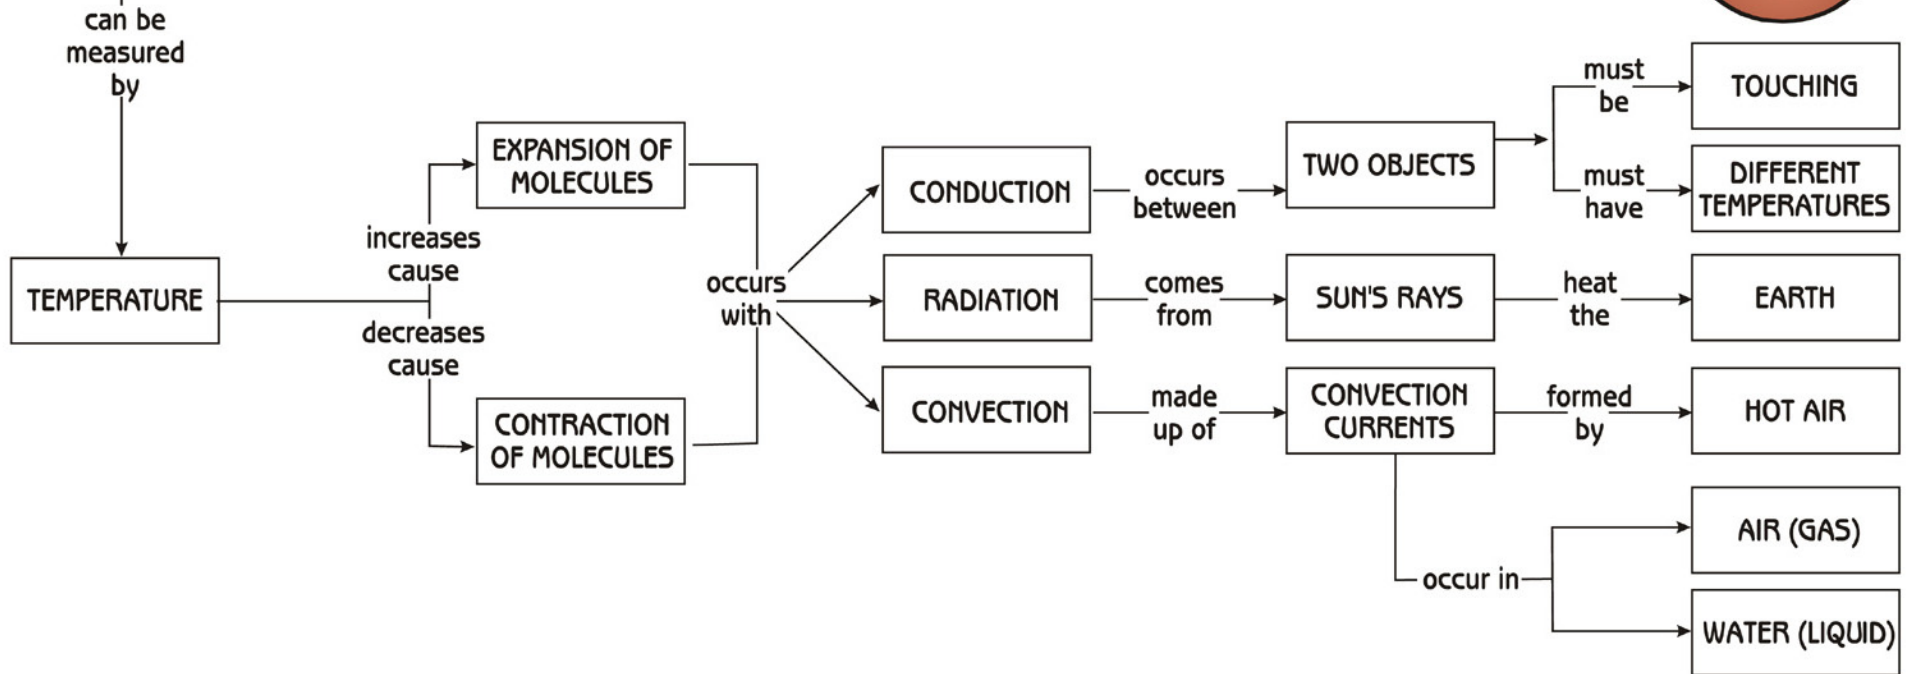 can be
measured
by
TEMPERATURE
increases
cause
decreases
cause
EXPANSION OF
MOLECULES
CONTRACTION
OF MOLECULES
occurs
with
CONDUCTION
occurs
between
TWO OBJECTS
must
be
TOUCHING
must
have
DIFFERENT
TEMPERATURES
RADIATION
comes
from
SUN'S RAYS
heat
the
EARTH
CONVECTION
made
up of
CONVECTION
CURRENTS
formed
by
HOT AIR
occur in
AIR (GAS)
WATER (LIQUID)